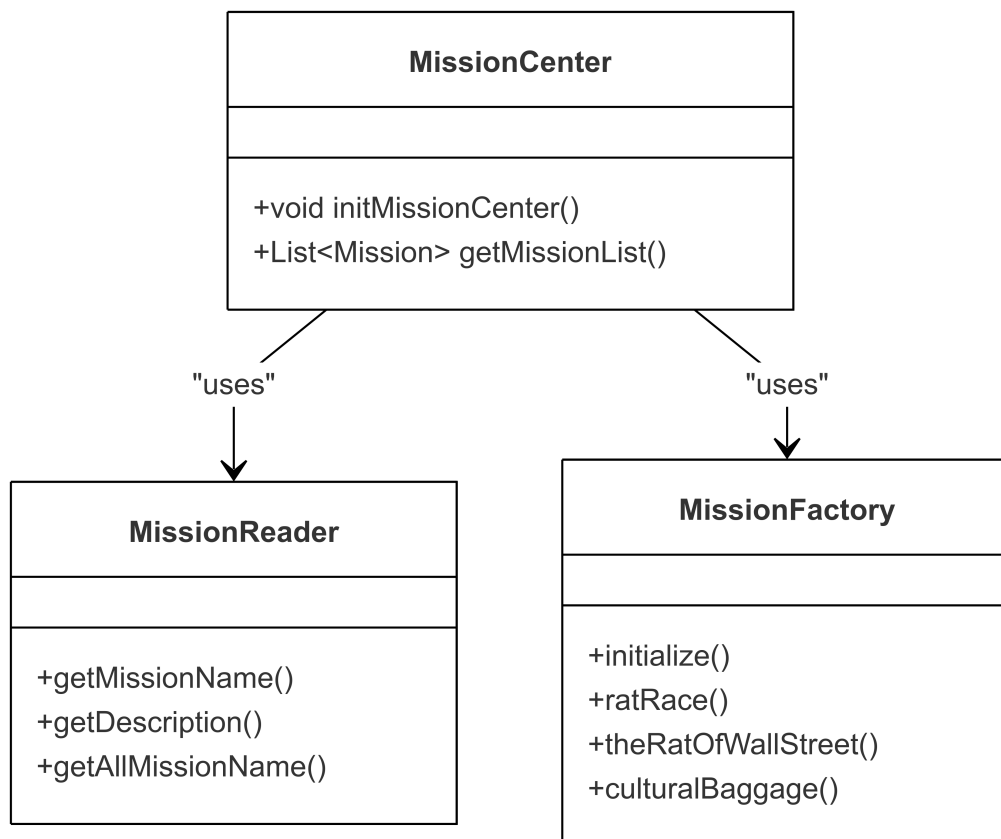 MissionCenter
+void initMissionCenter()
+List<Mission> getMissionList()
"uses"
"uses"
MissionReader
+getMissionName()
+getDescription()
+getAllMissionName()
MissionFactory
+initialize()
+ratRace()
+theRatOfWallStreet()
+culturalBaggage()